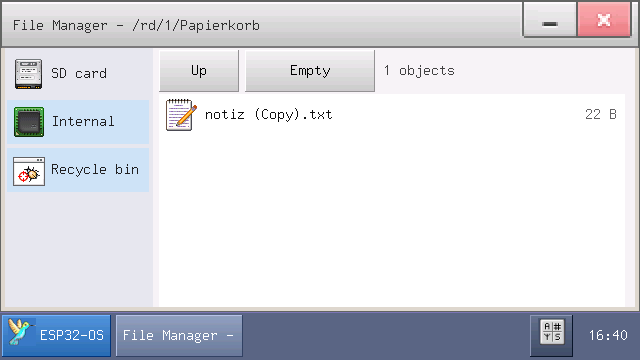 File Manager - /rd/1/Papierkorb
SD card
Internal
Recycle bin
Up
Empty
1 objects
notiz (Copy).txt
22 B
ESP32-OS
File Manager -
A#
TS
16:40